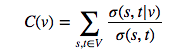 C(v) = ∑_{s,t∈V} σ(s, t|v) / σ(s, t)